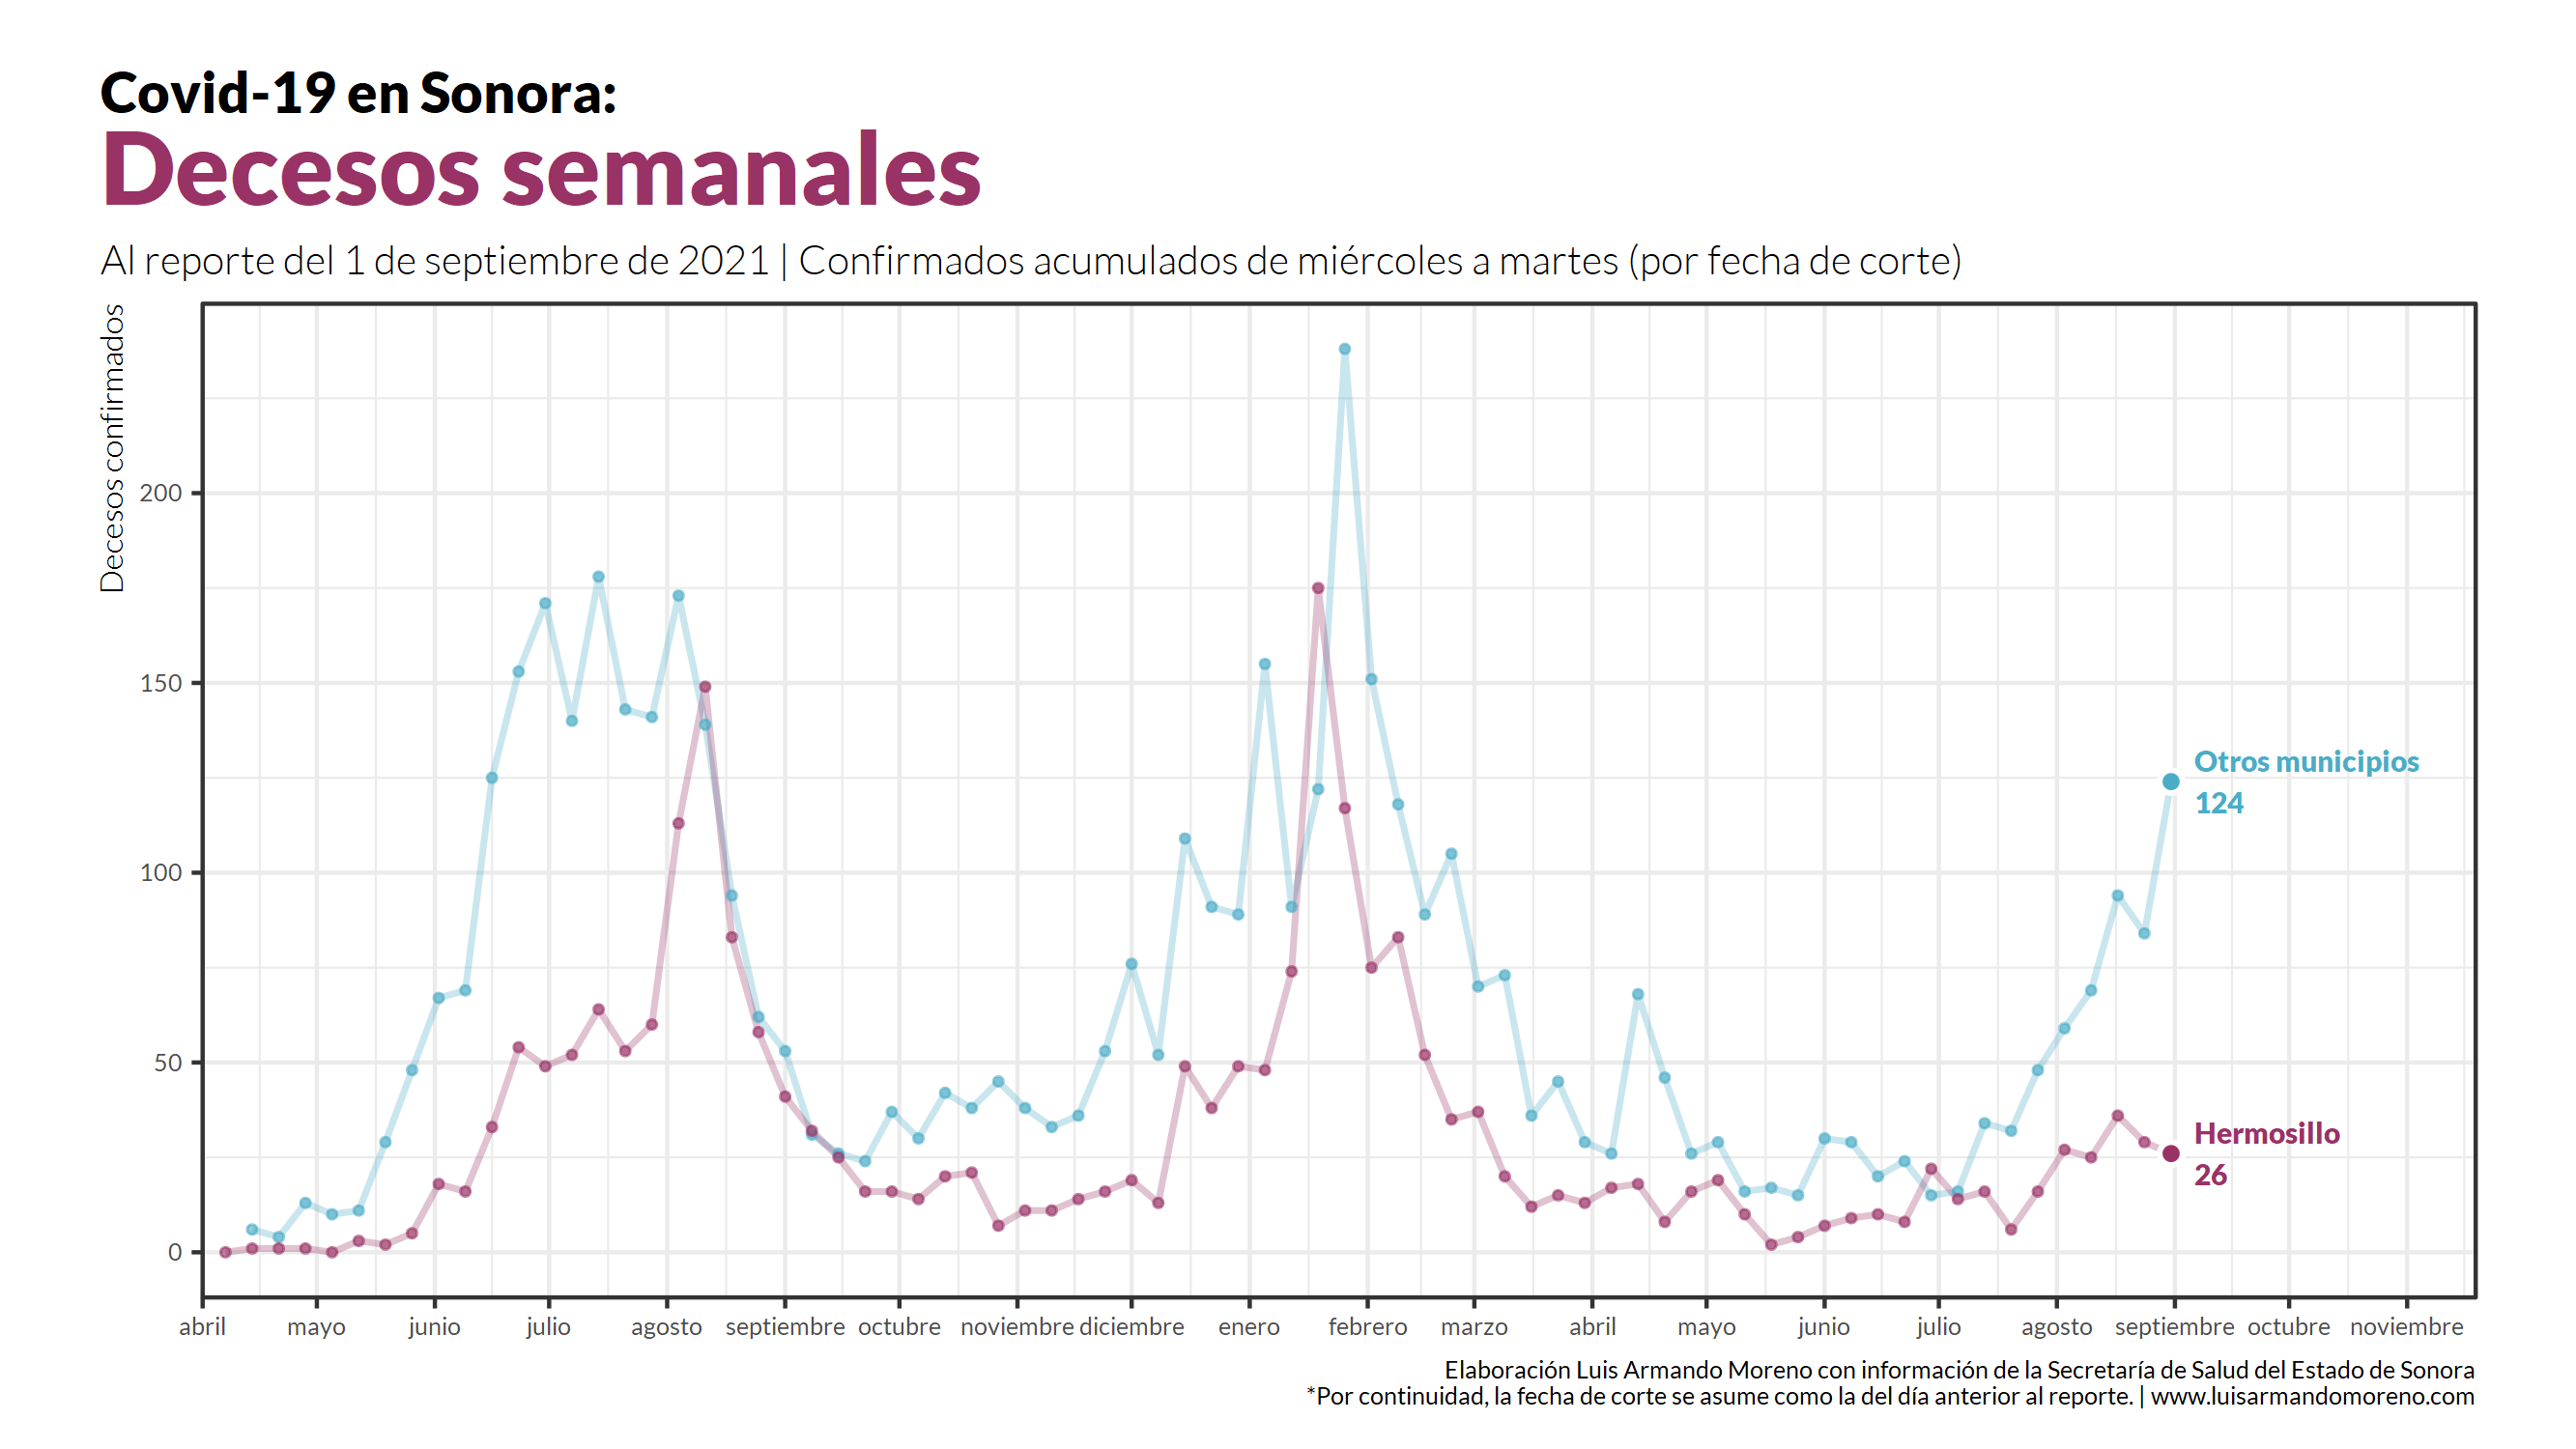 Covid-19 en Sonora:
Decesos semanales
Al reporte del 1 de septiembre de 2021 | Confirmados acumulados de miércoles a martes (por fecha de corte)
Decesos confirmados
200
150
100
50
0
Otros municipios
124
Hermosillo
26
abril mayo junio julio agosto septiembre octubre noviembre diciembre enero febrero marzo abril mayo junio julio agosto septiembre octubre noviembre
Elaboración Luis Armando Moreno con información de la Secretaría de Salud del Estado de Sonora
*Por continuidad, la fecha de corte se asume como la del día anterior al reporte. | www.luisarmandomoreno.com